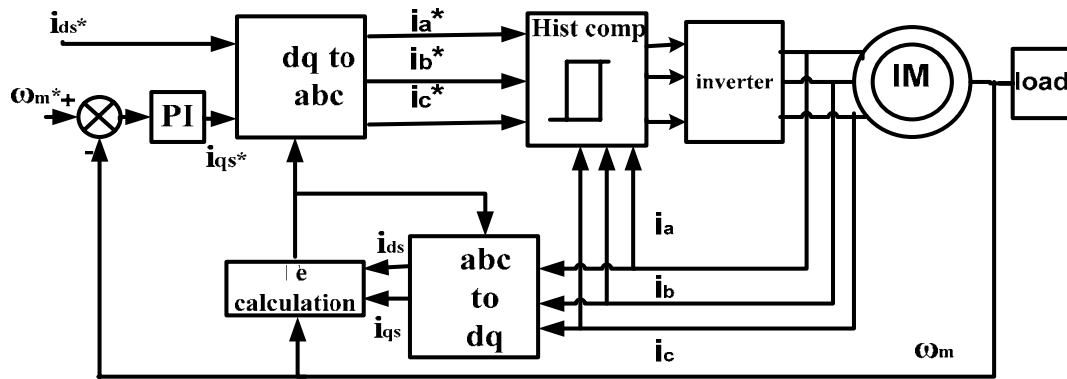 ids*
ia*
ib*
ic*
dq to
abc
Hist comp
inverter
IM
load
ωm*
+
-
PI
iqs*
ia
ib
ic
ids
iqs
abc
to
dq
e
calculation
ωm